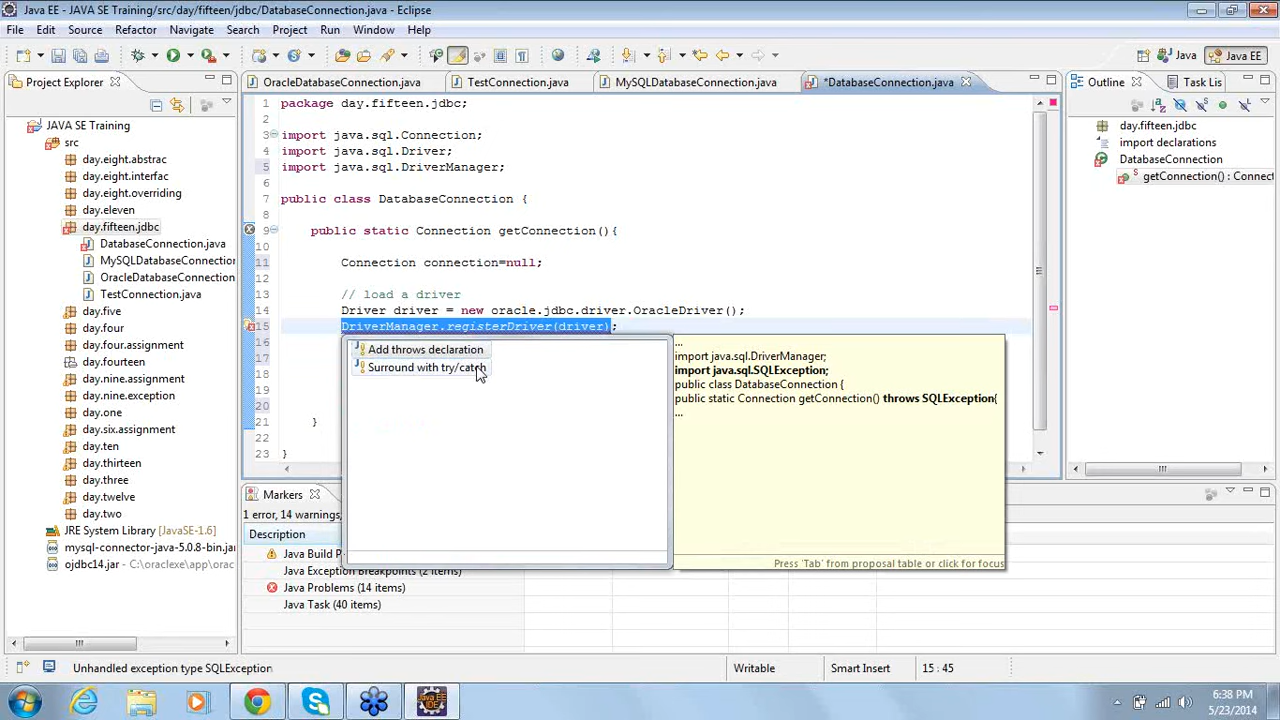 Java EE - JAVA SE Training/src/day/fifteen/jdbc/DatabaseConnection.java - Eclipse
File Edit Source Refactor Navigate Search Project Run Window Help
Java Java EE
Project Explorer
OracleDatabaseConnection.java TestConnection.java MySQLDatabaseConnection.java *DatabaseConnection.java
Outline Task Lis
JAVA SE Training
src
day.eight.abstrac
day.eight.interfac
day.eight.overriding
day.eleven
day.fifteen.jdbc
DatabaseConnection.java
MySQLDatabaseConnection
OracleDatabaseConnection
TestConnection.java
day.five
day.four
day.four.assignment
day.fourteen
day.nine.assignment
day.nine.exception
day.one
day.six.assignment
day.ten
day.thirteen
day.three
day.twelve
day.two
JRE System Library [JavaSE-1.6]
mysql-connector-java-5.0.8-bin.jar
ojdbc14.jar - C:\oraclexe\app\orac
1 package day.fifteen.jdbc;
2
3 import java.sql.Connection;
4 import java.sql.Driver;
5 import java.sql.DriverManager;
6
7 public class DatabaseConnection {
8
9 public static Connection getConnection(){
10
11 Connection connection=null;
12
13 // load a driver
14 Driver driver = new oracle.jdbc.driver.OracleDriver();
15 DriverManager.registerDriver(driver);
16
17
18
19
20
21 }
22
23 }
Add throws declaration
Surround with try/catch
...
import java.sql.DriverManager;
import java.sql.SQLException;
public class DatabaseConnection {
public static Connection getConnection() throws SQLException{
...
Press 'Tab' from proposal table or click for focus
day.fifteen.jdbc
import declarations
DatabaseConnection
getConnection() : Connect
Markers
1 error, 14 warnings,
Description
Java Build P
Java Exception Breakpoints (2 items)
Java Problems (14 items)
Java Task (40 items)
Unhandled exception type SQLException
Writable Smart Insert 15 : 45
Java EE
IDE
6:38 PM
5/23/2014